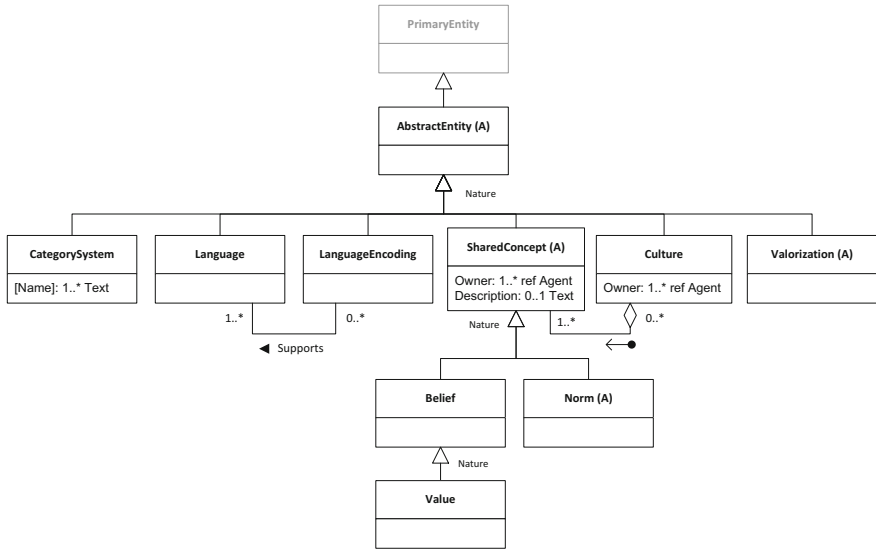 PrimaryEntity
AbstractEntity (A)
Nature
CategorySystem
[Name]: 1..* Text
Language
LanguageEncoding
SharedConcept (A)
Owner: 1..* ref Agent
Description: 0..1 Text
Culture
Owner: 1..* ref Agent
Valorization (A)
1..*
0..*
◄ Supports
Nature
1..*
0..*
Belief
Norm (A)
Nature
Value